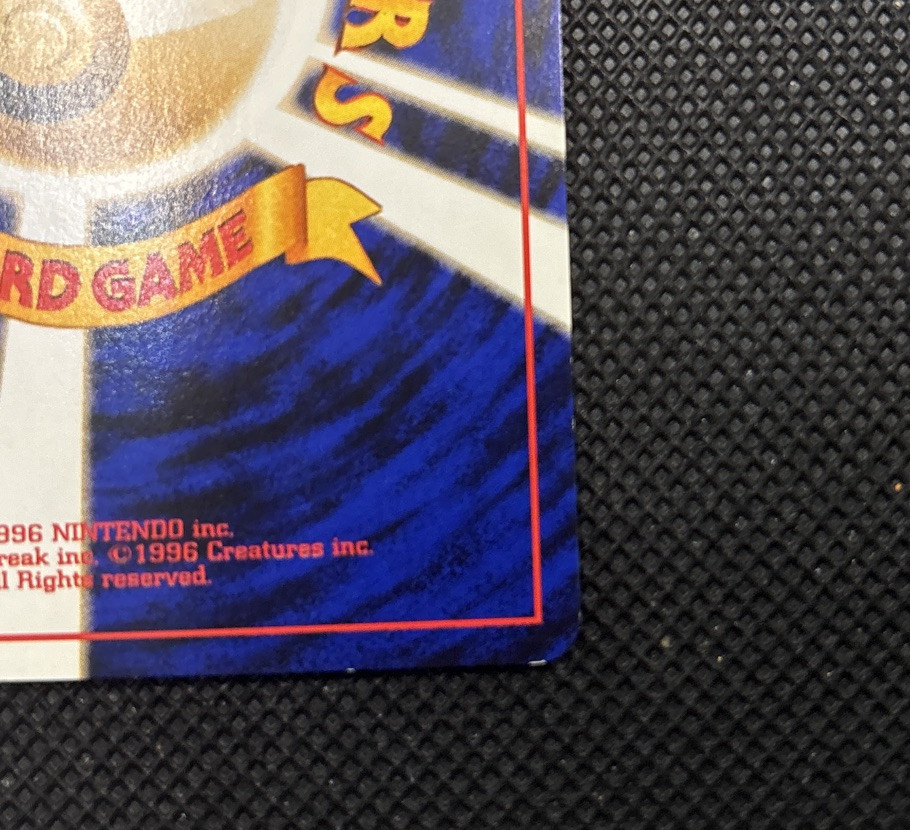 RS
RD GAME
996 NINTENDO inc.
reak inc. ©1996 Creatures inc.
l Rights reserved.